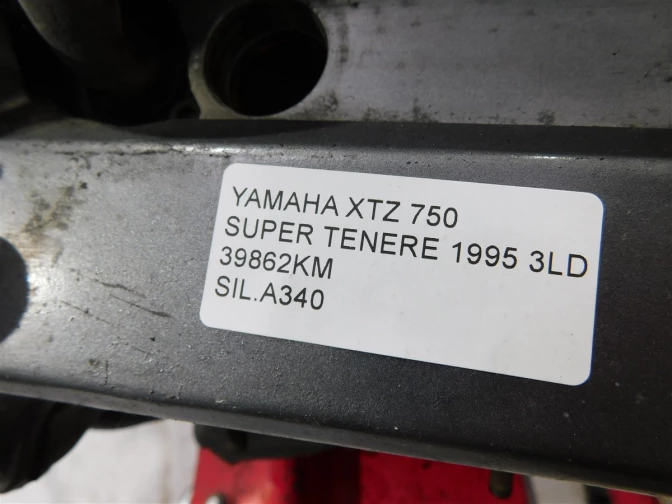 YAMAHA XTZ 750
SUPER TENERE 1995 3LD
39862KM
SIL.A340